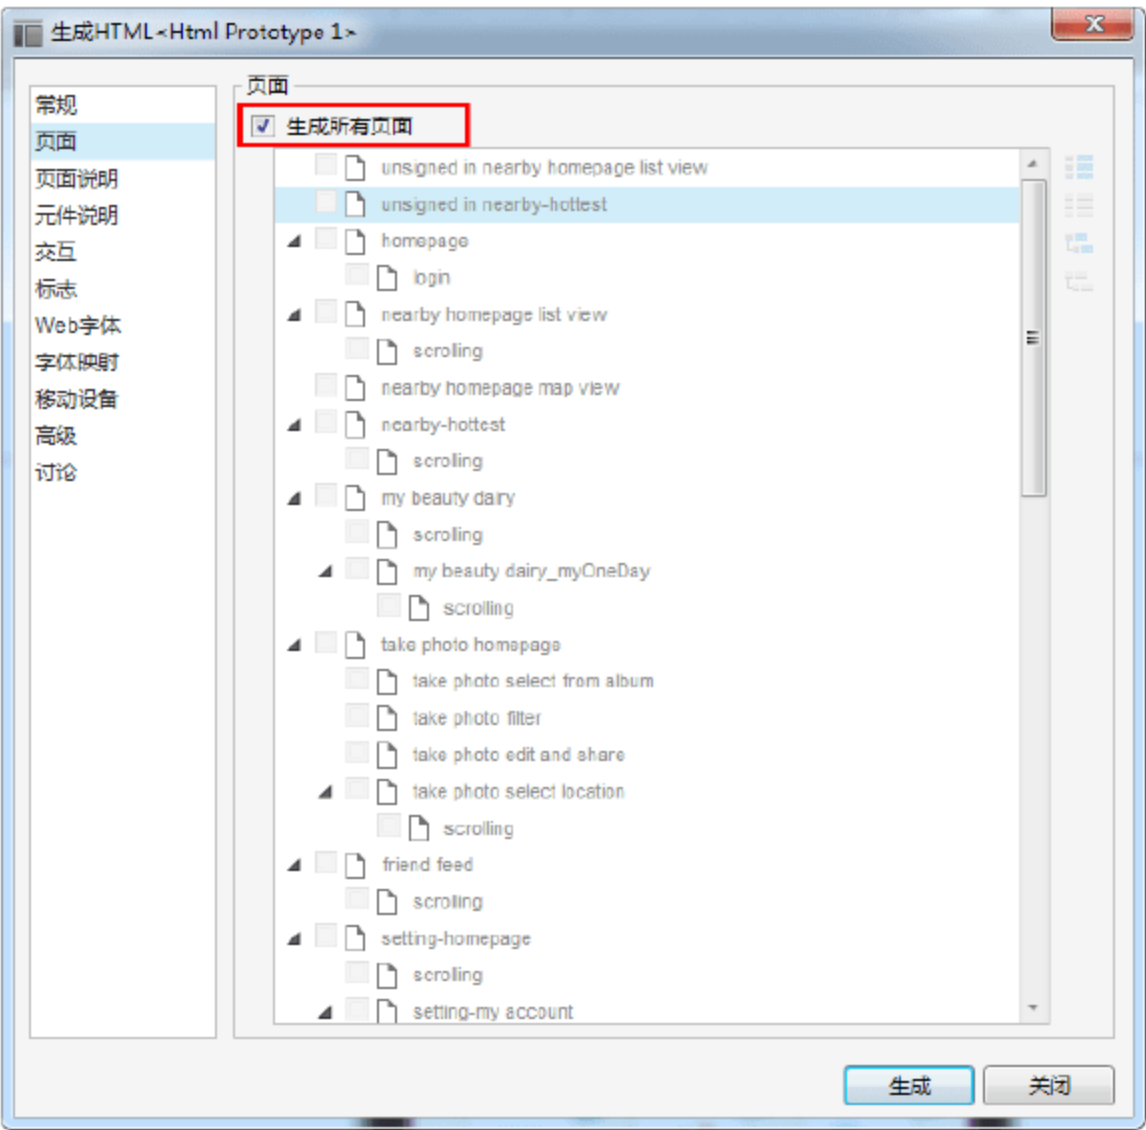 生成HTML<Html Prototype 1>
常规
页面
页面说明
元件说明
交互
标志
Web字体
字体映射
移动设备
高级
讨论
页面
生成所有页面
unsigned in nearby homepage list view
unsigned in nearby-hottest
homepage
login
nearby homepage list view
scrolling
nearby homepage map view
nearby-hottest
scrolling
my beauty dairy
scrolling
my beauty dairy_myOneDay
scrolling
take photo homepage
take photo select from album
take photo filter
take photo edit and share
take photo select location
scrolling
friend feed
scrolling
setting-homepage
scrolling
setting-my account
生成
关闭